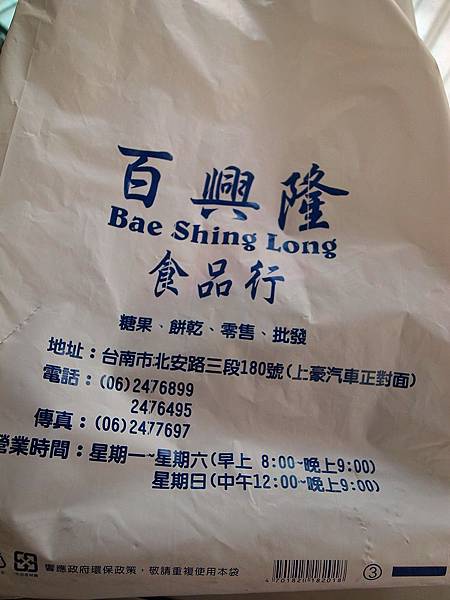 百興隆
Bae Shing Long
食品行
糖果、餅乾、零售、批發
地址：台南市北安路三段180號(上豪汽車正對面)
電話：(06)2476899
2476495
傳真：(06)2477697
營業時間：星期一~星期六(早上 8:00~晚上9:00)
星期日(中午12:00~晚上9:00)
響應政府環保政策，敬請重複使用本袋
4701820182018
③